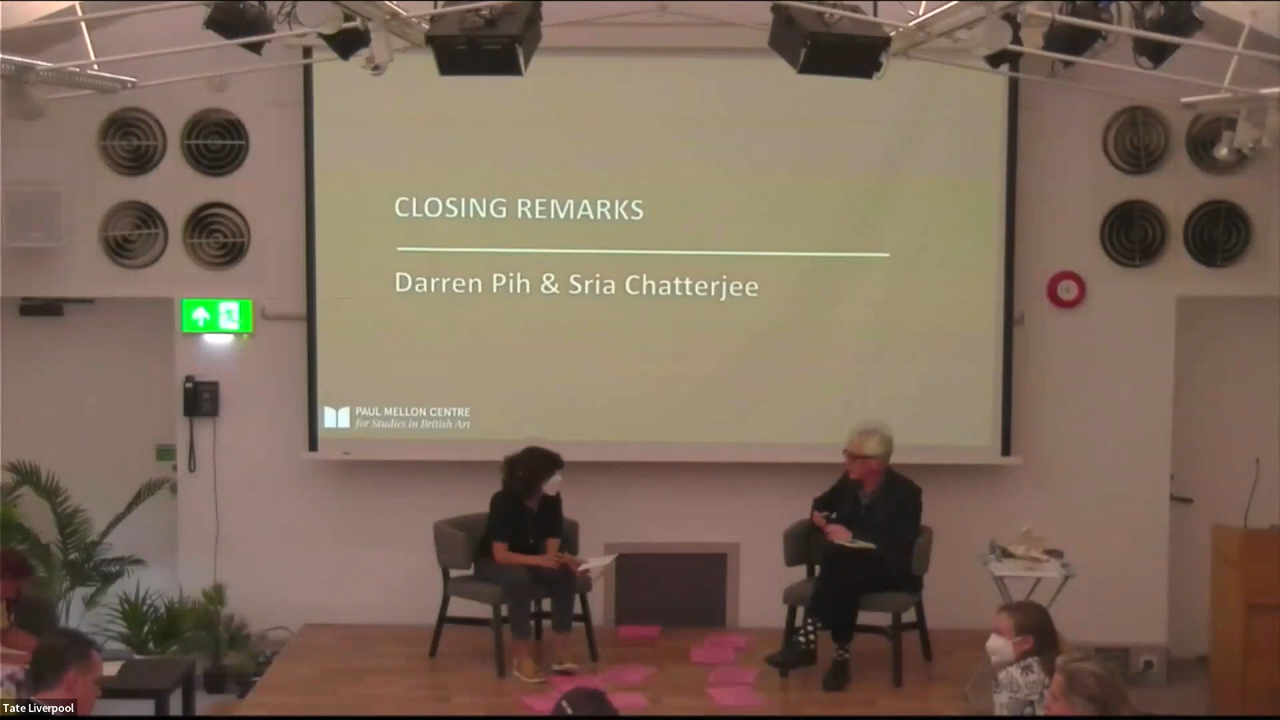 CLOSING REMARKS
Darren Pih & Sria Chatterjee
PAUL MELLON CENTRE
for Studies in British Art
Tate Liverpool